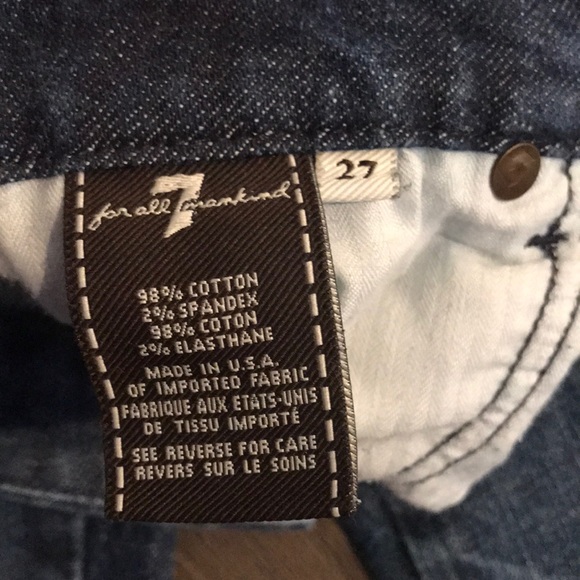 7
for all mankind
27
98% COTTON
2% SPANDEX
98% COTON
2% ELASTHANE
MADE IN U.S.A.
OF IMPORTED FABRIC
FABRIQUE AUX ETATS-UNIS
DE TISSU IMPORTÉ
SEE REVERSE FOR CARE
REVERS SUR LE SOINS